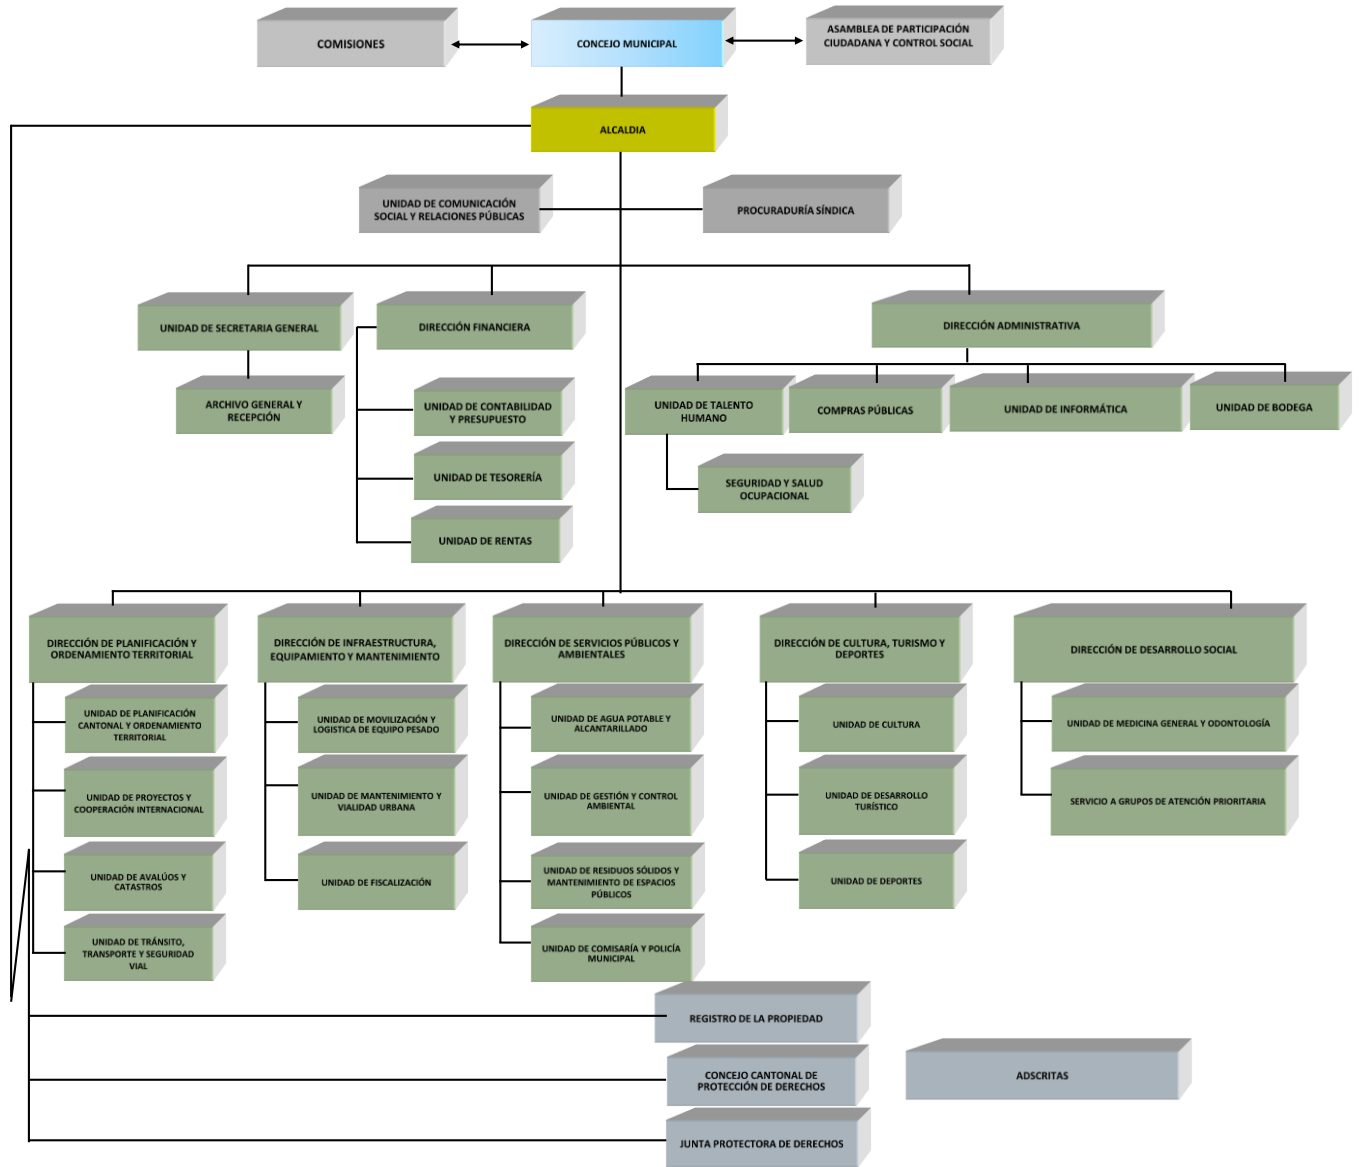 COMISIONES
CONCEJO MUNICIPAL
ASAMBLEA DE PARTICIPACIÓN
CIUDADANA Y CONTROL SOCIAL
ALCALDIA
UNIDAD DE COMUNICACIÓN
SOCIAL Y RELACIONES PÚBLICAS
PROCURADURÍA SÍNDICA
UNIDAD DE SECRETARIA GENERAL
DIRECCIÓN FINANCIERA
DIRECCIÓN ADMINISTRATIVA
ARCHIVO GENERAL Y
RECEPCIÓN
UNIDAD DE CONTABILIDAD
Y PRESUPUESTO
UNIDAD DE TESORERÍA
UNIDAD DE RENTAS
UNIDAD DE TALENTO
HUMANO
COMPRAS PÚBLICAS
UNIDAD DE INFORMÁTICA
UNIDAD DE BODEGA
SEGURIDAD Y SALUD
OCUPACIONAL
DIRECCIÓN DE PLANIFICACIÓN Y
ORDENAMIENTO TERRITORIAL
DIRECCIÓN DE INFRAESTRUCTURA,
EQUIPAMIENTO Y MANTENIMIENTO
DIRECCIÓN DE SERVICIOS PÚBLICOS Y
AMBIENTALES
DIRECCIÓN DE CULTURA, TURISMO Y
DEPORTES
DIRECCIÓN DE DESARROLLO SOCIAL
UNIDAD DE PLANIFICACIÓN
CANTONAL Y ORDENAMIENTO
TERRITORIAL
UNIDAD DE PROYECTOS Y
COOPERACIÓN INTERNACIONAL
UNIDAD DE AVALÚOS Y
CATASTROS
UNIDAD DE TRÁNSITO,
TRANSPORTE Y SEGURIDAD
VIAL
UNIDAD DE MOVILIZACIÓN Y
LOGISTICA DE EQUIPO PESADO
UNIDAD DE MANTENIMIENTO Y
VIALIDAD URBANA
UNIDAD DE FISCALIZACIÓN
UNIDAD DE AGUA POTABLE Y
ALCANTARILLADO
UNIDAD DE GESTIÓN Y CONTROL
AMBIENTAL
UNIDAD DE RESIDUOS SÓLIDOS Y
MANTENIMIENTO DE ESPACIOS
PÚBLICOS
UNIDAD DE COMISARÍA Y POLICÍA
MUNICIPAL
UNIDAD DE CULTURA
UNIDAD DE DESARROLLO
TURÍSTICO
UNIDAD DE DEPORTES
UNIDAD DE MEDICINA GENERAL Y ODONTOLOGÍA
SERVICIO A GRUPOS DE ATENCIÓN PRIORITARIA
REGISTRO DE LA PROPIEDAD
CONCEJO CANTONAL DE
PROTECCIÓN DE DERECHOS
JUNTA PROTECTORA DE DERECHOS
ADSCRITAS